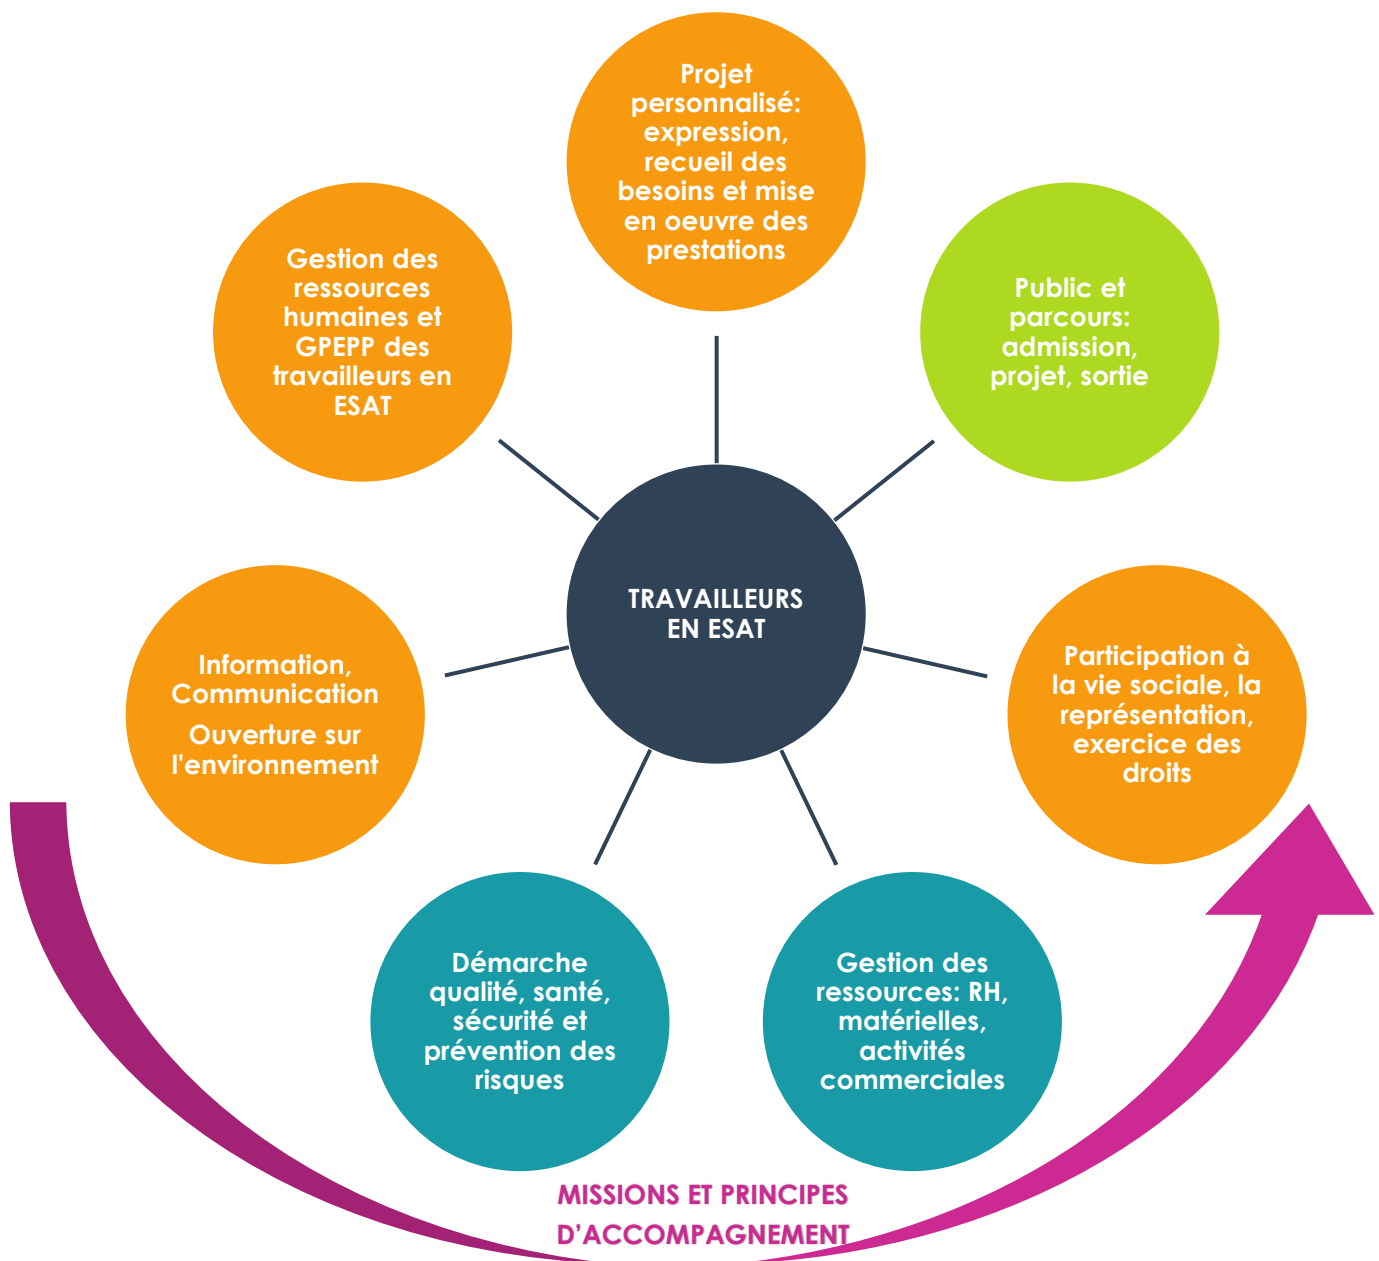 Projet
personnalisé:
expression,
recueil des
besoins et mise
en oeuvre des
prestations
Gestion des
ressources
humaines et
GPEPP des
travailleurs en
ESAT
Public et
parcours:
admission,
projet, sortie
TRAVAILLEURS
EN ESAT
Information,
Communication
Ouverture sur
l'environnement
Participation à
la vie sociale, la
représentation,
exercice des
droits
Démarche
qualité, santé,
sécurité et
prévention des
risques
Gestion des
ressources: RH,
matérielles,
activités
commerciales
MISSIONS ET PRINCIPES
D’ACCOMPAGNEMENT